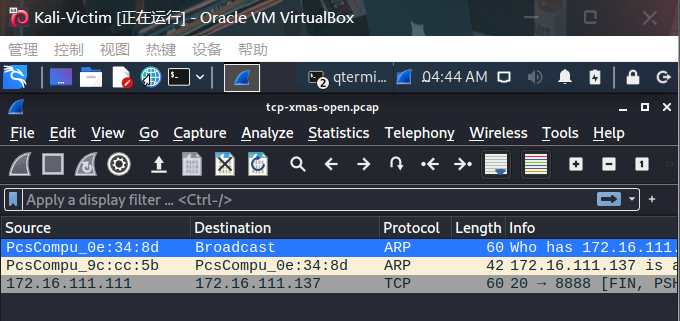 Kali-Victim [正在运行] - Oracle VM VirtualBox
管理 控制 视图 热键 设备 帮助
2 qtermi... 04:44 AM
tcp-xmas-open.pcap
File Edit View Go Capture Analyze Statistics Telephony Wireless Tools Help
1
Apply a display filter … <Ctrl-/>
Source Destination Protocol Length Info
PcsCompu_0e:34:8d Broadcast ARP 60 Who has 172.16.111.
PcsCompu_9c:cc:5b PcsCompu_0e:34:8d ARP 42 172.16.111.137 is a
172.16.111.111 172.16.111.137 TCP 60 20 → 8888 [FIN, PSH